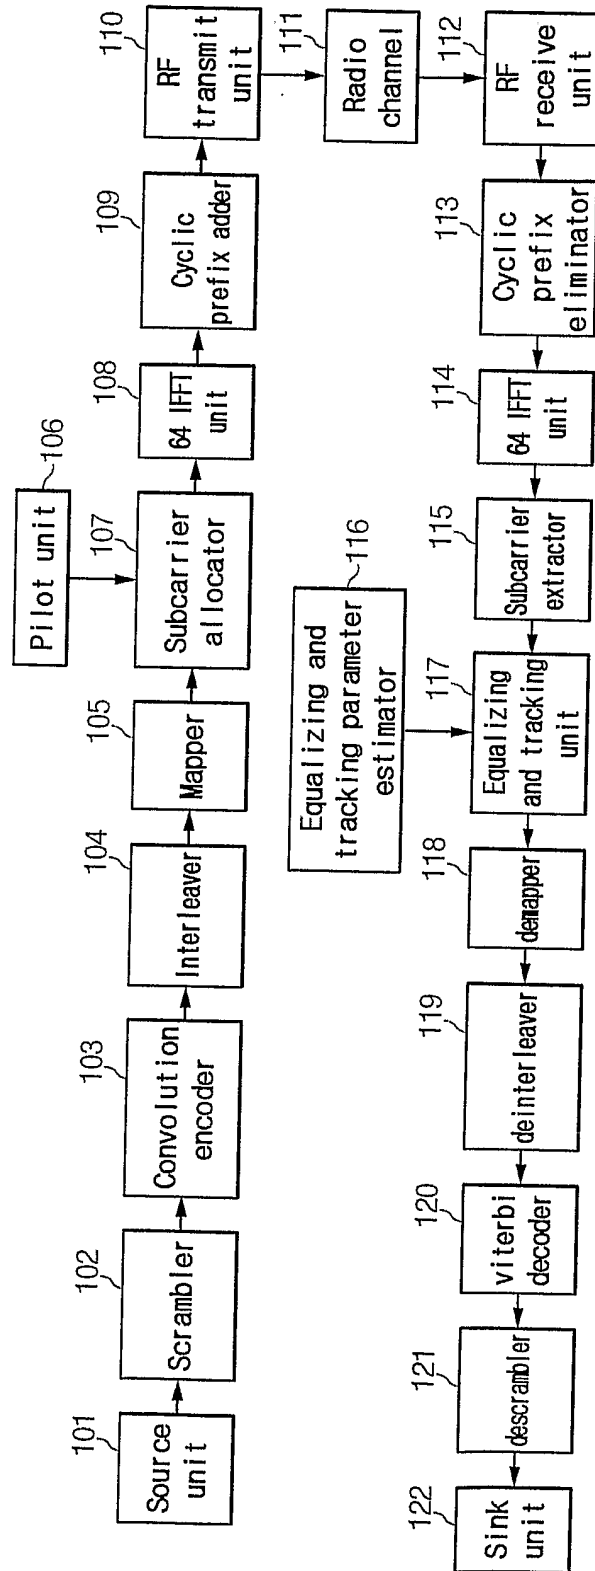 101
Source
unit
102
Scrambler
103
Convolution
encoder
104
Interleaver
105
Mapper
106
Pilot unit
107
Subcarrier
allocator
108
64 IFFT
unit
109
Cyclic
prefix adder
110
RF
transmit
unit
111
Radio
channel
112
RF
receive
unit
113
Cyclic
prefix
eliminator
114
64 IFFT
unit
115
Subcarrier
extractor
116
Equalizing and
tracking parameter
estimator
117
Equalizing
and tracking
unit
118
demapper
119
deinterleaver
120
viterbi
decoder
121
descrambler
122
Sink
unit